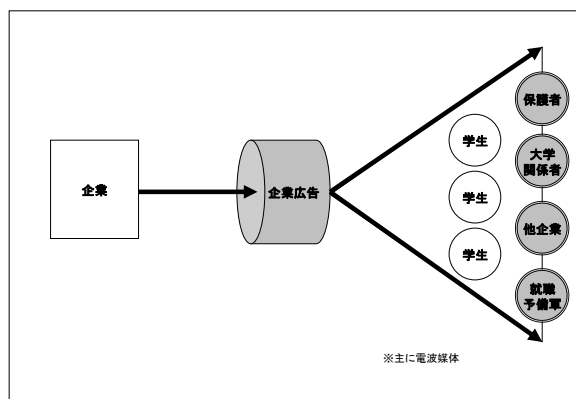 企業
企業広告
学生
学生
学生
保護者
大学
関係者
他企業
就職
予備軍
※主に電波媒体